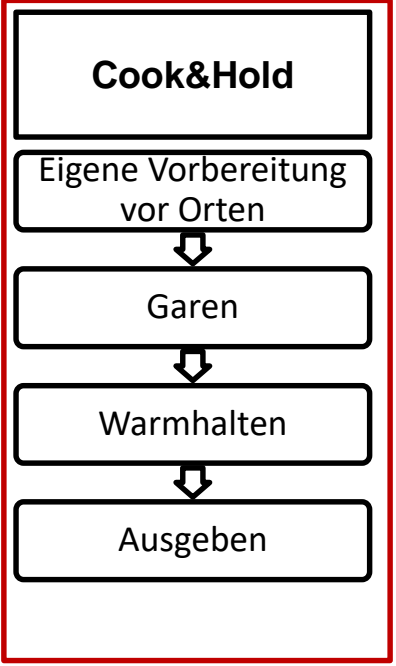 Cook&Hold
Eigene Vorbereitung
vor Orten
Garen
Warmhalten
Ausgeben